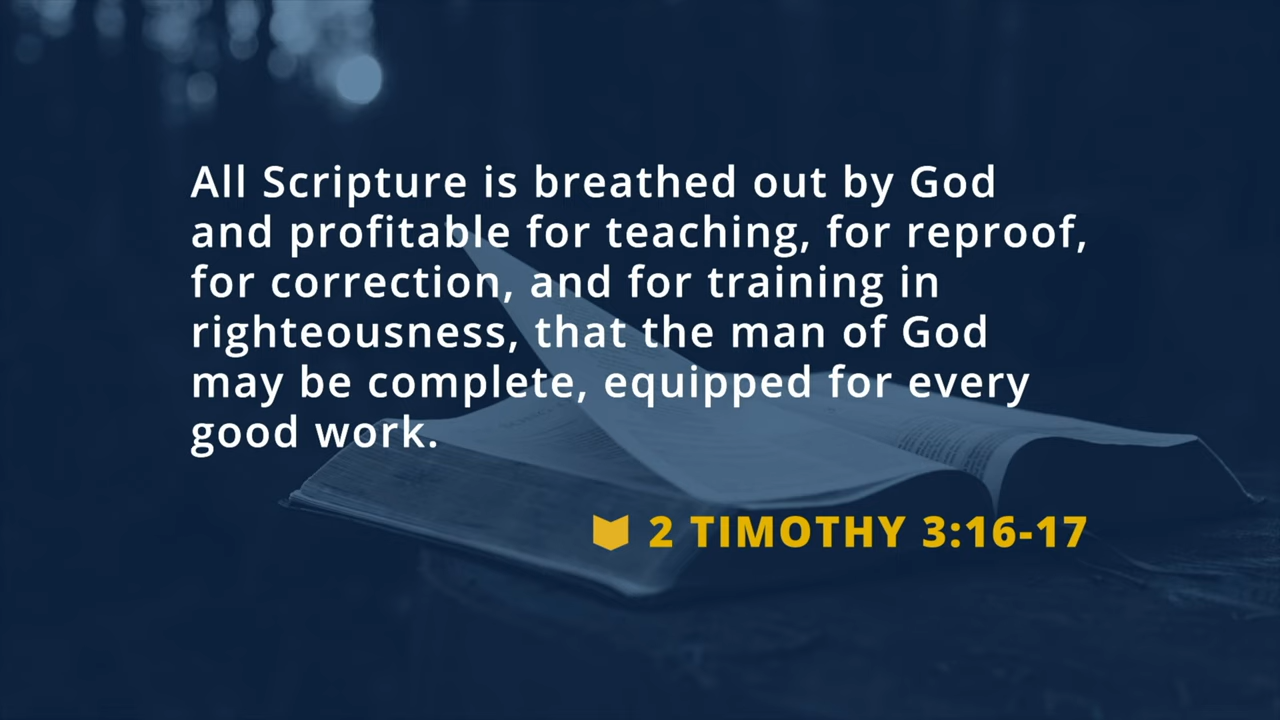 All Scripture is breathed out by God
and profitable for teaching, for reproof,
for correction, and for training in
righteousness, that the man of God
may be complete, equipped for every
good work.
2 TIMOTHY 3:16-17